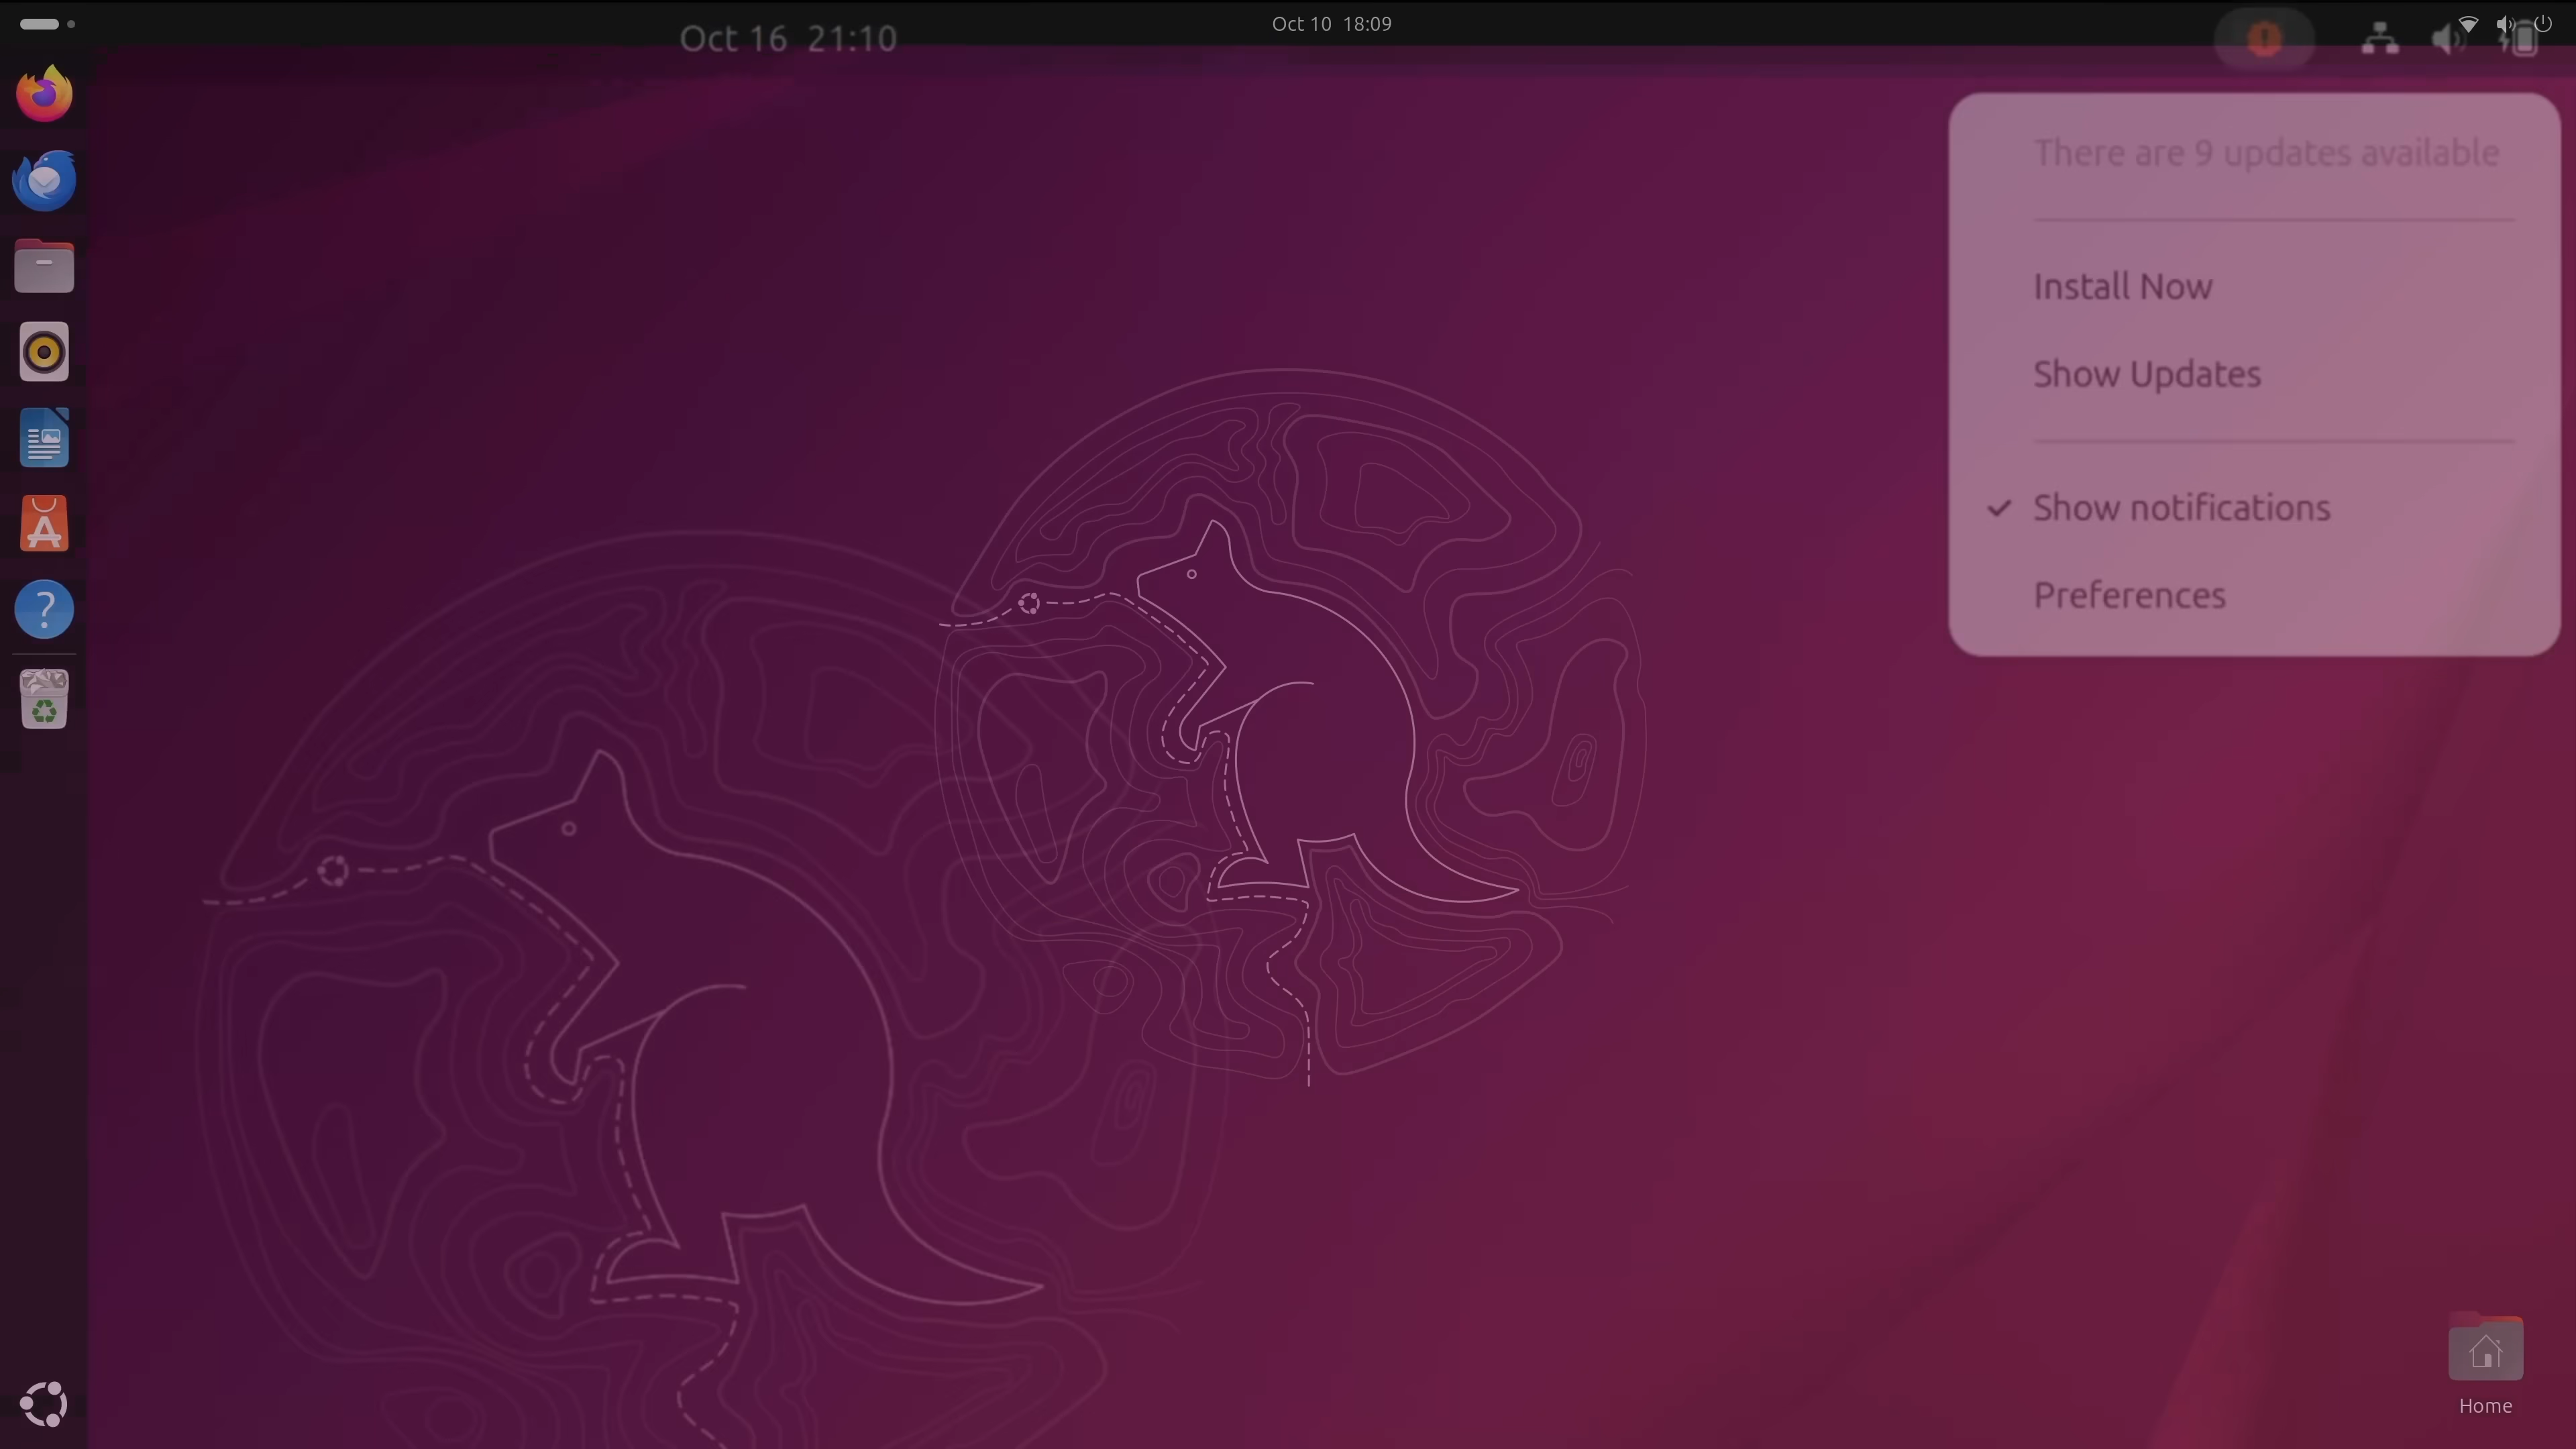 Oct 16 21:10
Oct 10 18:09
There are 9 updates available
Install Now
Show Updates
Show notifications
Preferences
Home